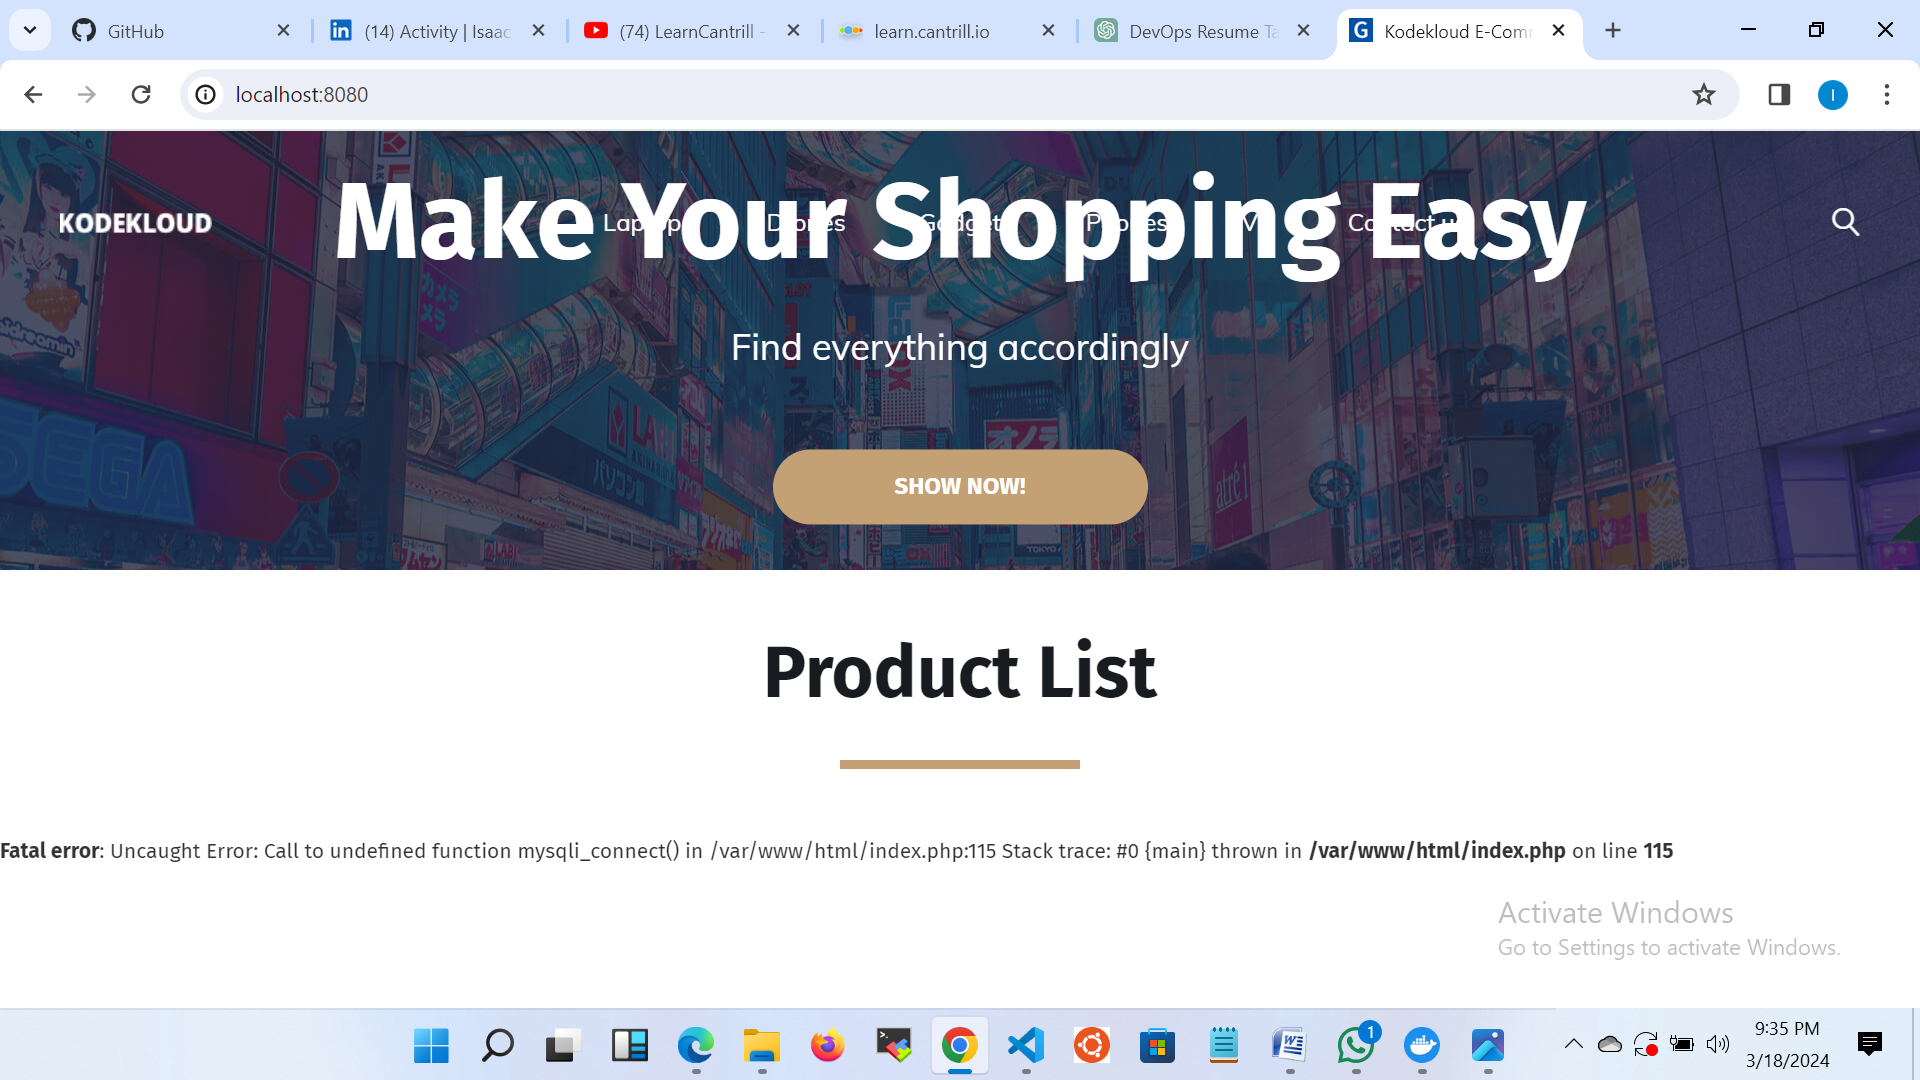 GitHub
(14) Activity | Isaac
(74) LearnCantrill -
learn.cantrill.io
DevOps Resume Ta
Kodekloud E-Com
localhost:8080
KODEKLOUD
Make Your Shopping Easy
Find everything accordingly
SHOW NOW!
SEGA
Product List
Fatal error: Uncaught Error: Call to undefined function mysqli_connect() in /var/www/html/index.php:115 Stack trace: #0 {main} thrown in /var/www/html/index.php on line 115
Activate Windows
Go to Settings to activate Windows.
1
9:35 PM
3/18/2024